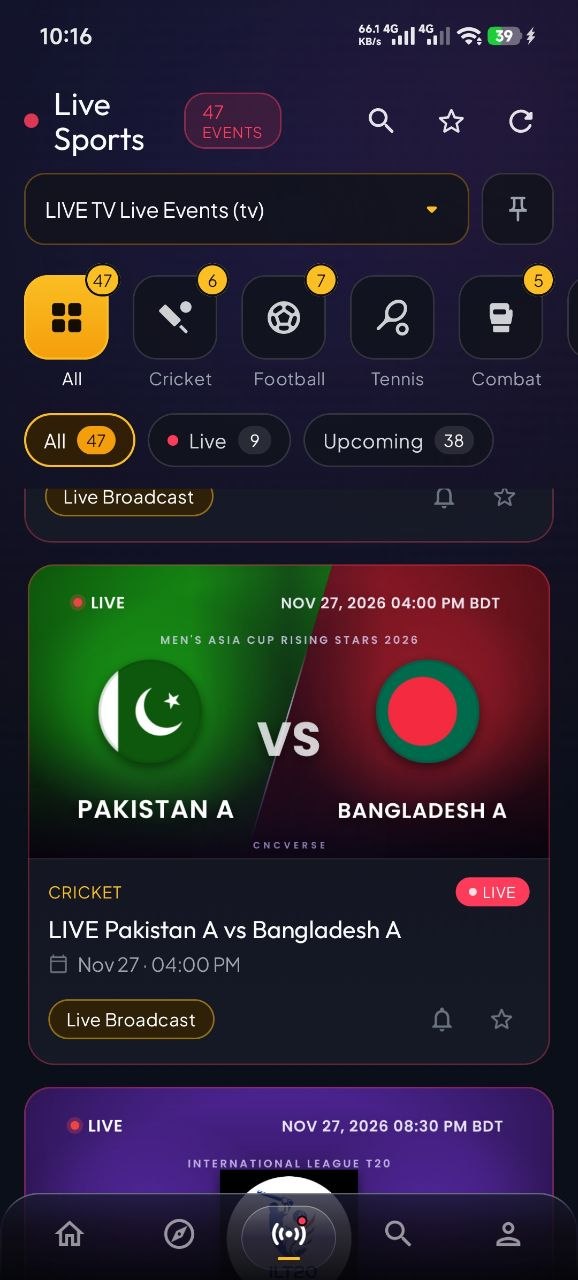 10:16
66.1 4G 4G
KB/s
39
Live
Sports
47
EVENTS
LIVE TV Live Events (tv)
47
6
7
5
All
Cricket
Football
Tennis
Combat
All 47
Live 9
Upcoming 38
Live Broadcast
LIVE
NOV 27, 2026 04:00 PM BDT
MEN'S ASIA CUP RISING STARS 2026
VS
PAKISTAN A
BANGLADESH A
CNCVERSE
CRICKET
LIVE
LIVE Pakistan A vs Bangladesh A
Nov 27 · 04:00 PM
Live Broadcast
LIVE
NOV 27, 2026 08:30 PM BDT
INTERNATIONAL LEAGUE T20
ILT20